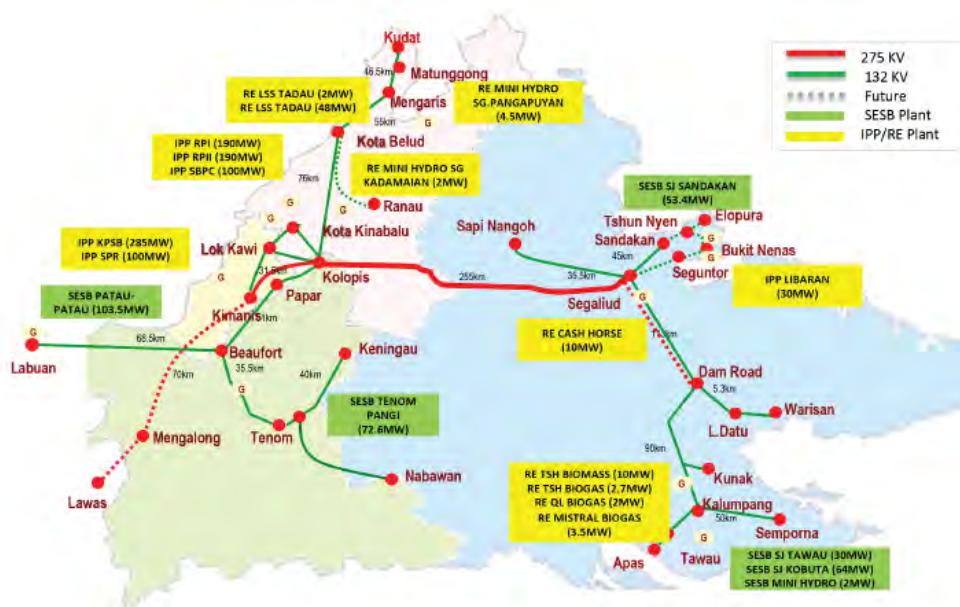 Kudat
46.5km
Matunggong
Mengaris
55km
Kota Belud
275 KV
132 KV
Future
SESB Plant
IPP/RE Plant
RE LSS TADAU (2MW)
RE LSS TADAU (48MW)
RE MINI HYDRO
SG.PANGAPUYAN
(4.5MW)
G
IPP RPI (190MW)
IPP RPII (190MW)
IPP SBPC (100MW)
76km
RE MINI HYDRO SG
KADAMAIAN (2MW)
Ranau
G
G
G
Kota Kinabalu
SESB SJ SANDAKAN
(53.4MW)
Elopura
Tshun Nyen
Sapi Nangoh
Sandakan
G
Bukit Nenas
G
Seguntor
45km
35.5km
Segaliud
IPP LIBARAN
(30MW)
IPP KPSB (285MW)
IPP SPR (100MW)
Lok Kawi
Kolopis
255km
Papar
Kimanis
SESB PATAU-
PATAU (103.5MW)
G
Labuan
68.5km
Beaufort
70km
35.5km
G
Keningau
40km
RE CASH HORSE
(10MW)
G
Dam Road
5.3km
L.Datu
Warisan
SESB TENOM
PANGI
(72.6MW)
Mengalong
Tenom
Nabawan
Lawas
90km
Kunak
G
Kalumpang
50km
Semporna
RE TSH BIOMASS (10MW)
RE TSH BIOGAS (2.7MW)
RE QL BIOGAS (2MW)
RE MISTRAL BIOGAS
(3.5MW)
G
Apas
Tawau
SESB SJ TAWAU (30MW)
SESB SJ KOBUTA (64MW)
SESB MINI HYDRO (2MW)